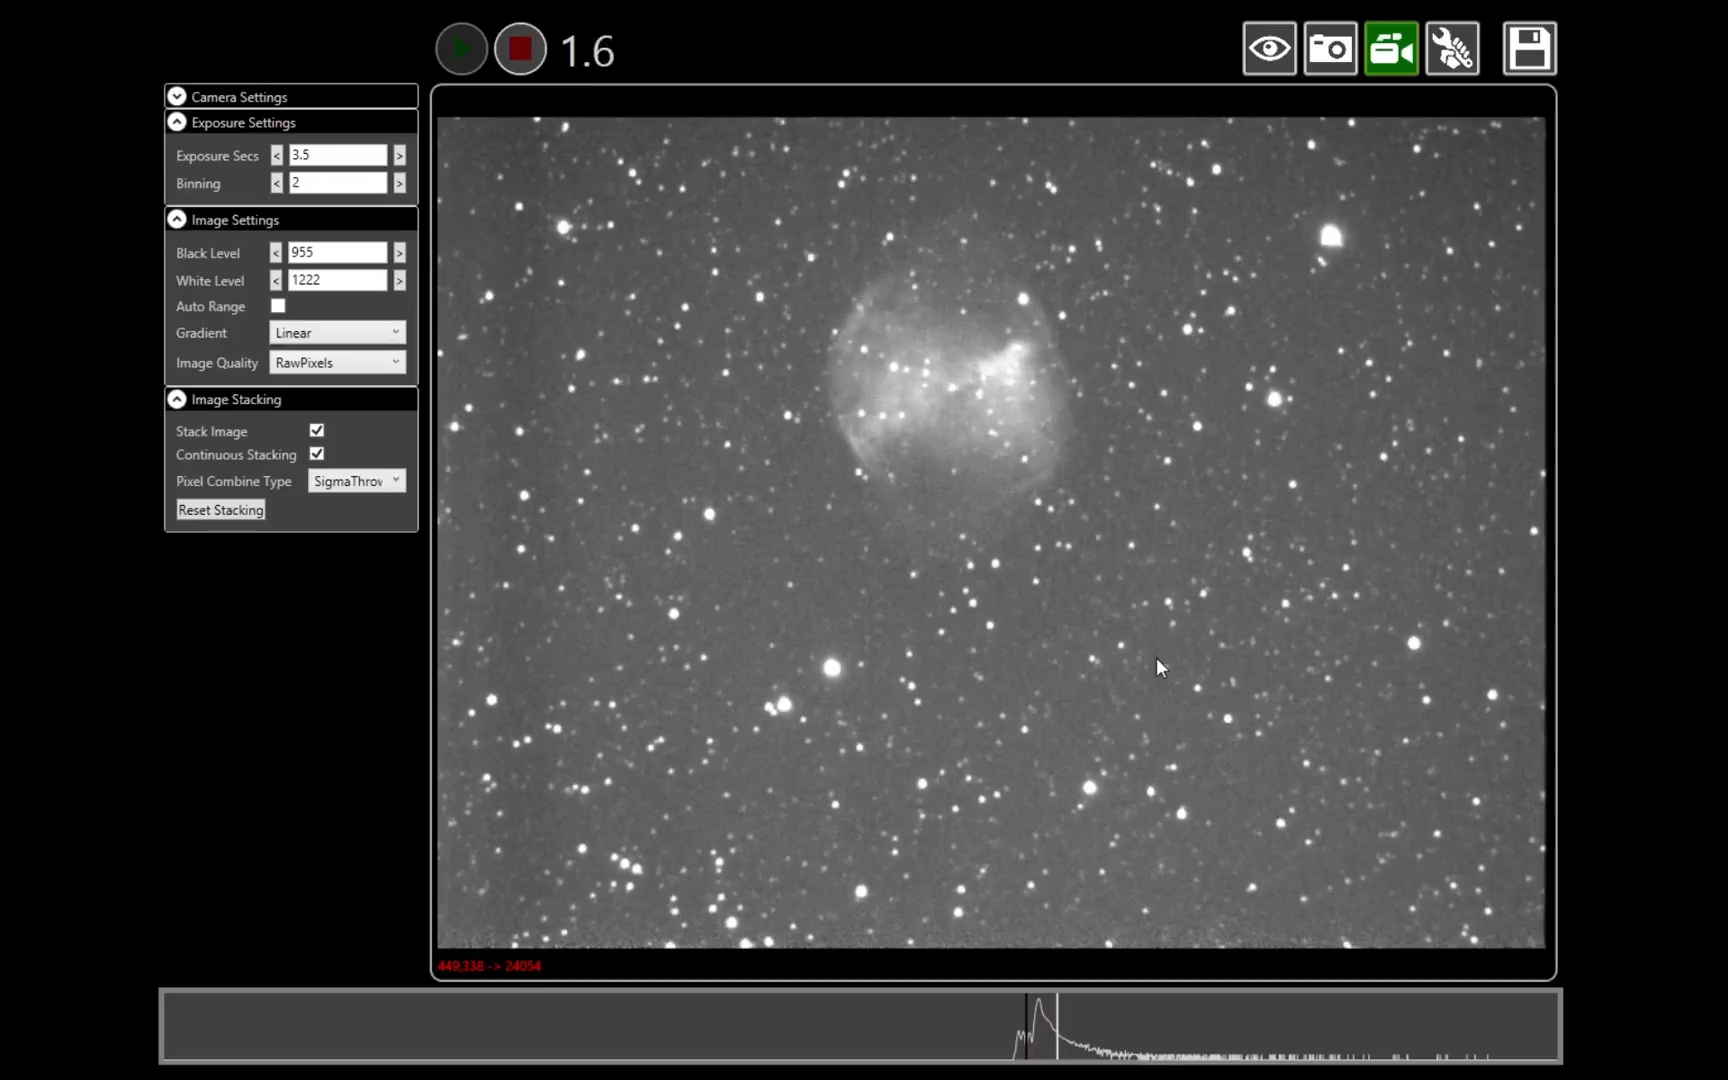 1.6
Camera Settings
Exposure Settings
Exposure Secs < 3.5 >
Binning < 2 >
Image Settings
Black Level < 955 >
White Level < 1222 >
Auto Range
Gradient Linear
Image Quality RawPixels
Image Stacking
Stack Image
Continuous Stacking
Pixel Combine Type SigmaThrov
Reset Stacking
449,338 -> 24054